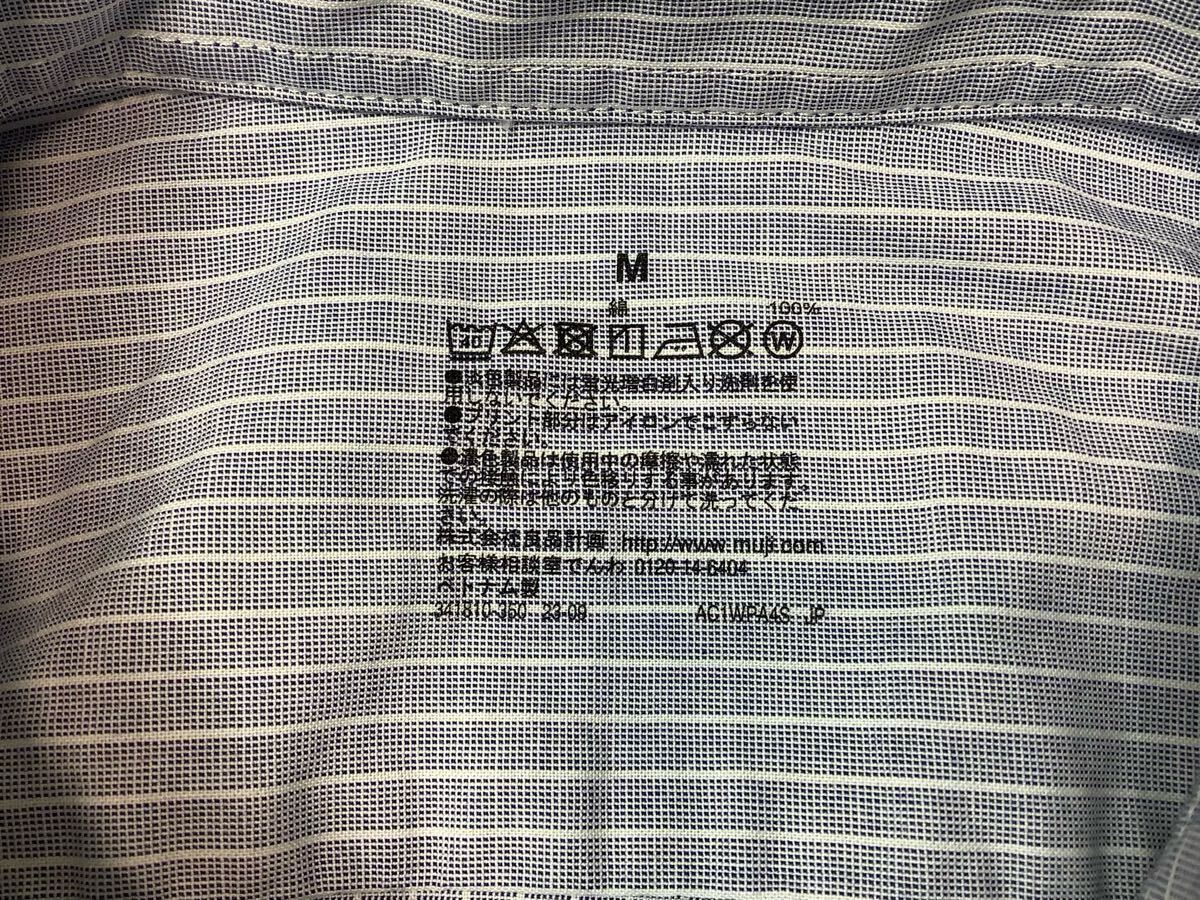 M
綿 100%
40 W
●淡色製品には蛍光増白剤入り洗剤を使
用しないでください。
●プリント部分はアイロンでこすらない
でください。
●濃色製品は使用中の摩擦や濡れた状態
での接触により色移りする事があります。
洗濯の際は他のものと分けて洗ってくだ
さい。
株式会社良品計画 http://www.muji.com
お客様相談室でんわ 0120-14-6404
ベトナム製
341810-350 23-09 AC1WPA4S JP